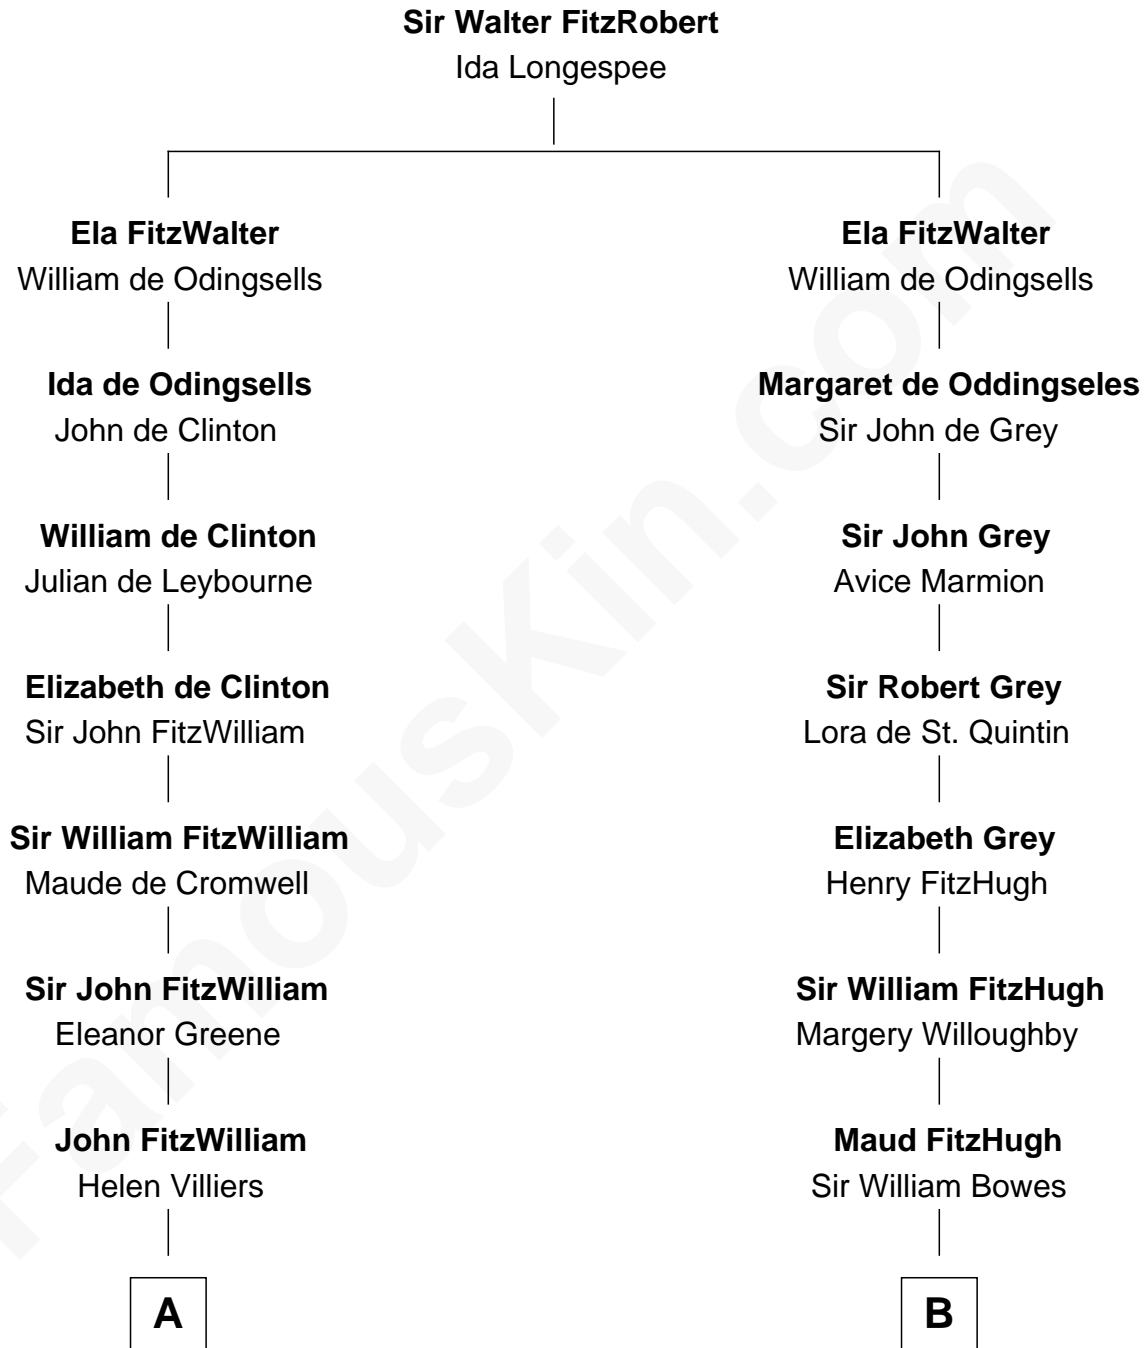 Sir Walter FitzRobert
Ida Longespee
Ela FitzWalter
William de Odingsells
Ida de Odingsells
John de Clinton
William de Clinton
Julian de Leybourne
Elizabeth de Clinton
Sir John FitzWilliam
Sir William FitzWilliam
Maude de Cromwell
Sir John FitzWilliam
Eleanor Greene
John FitzWilliam
Helen Villiers
A
Ela FitzWalter
William de Odingsells
Margaret de Oddingseles
Sir John de Grey
Sir John Grey
Avice Marmion
Sir Robert Grey
Lora de St. Quintin
Elizabeth Grey
Henry FitzHugh
Sir William FitzHugh
Margery Willoughby
Maud FitzHugh
Sir William Bowes
B
FamousKin.com